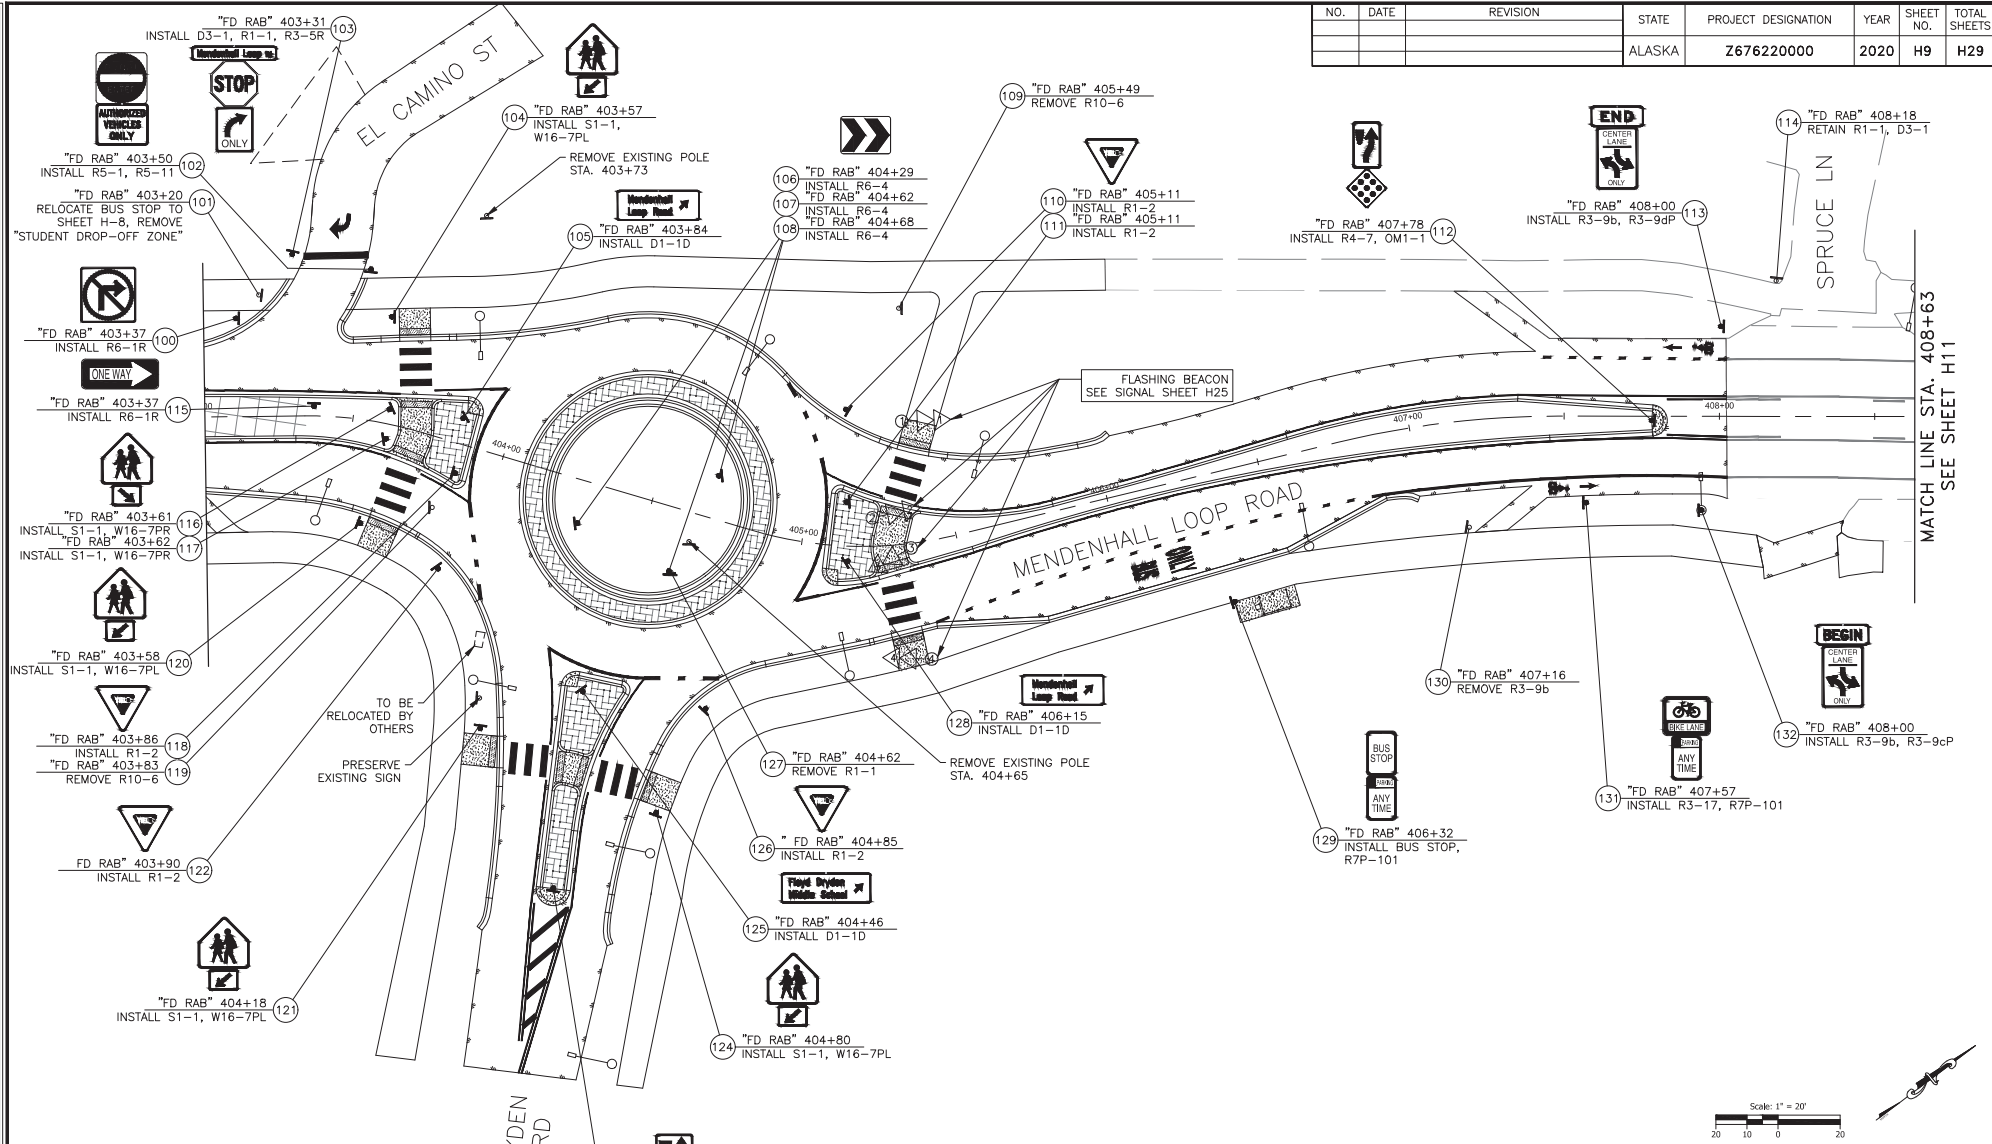 NO. DATE REVISION STATE PROJECT DESIGNATION YEAR SHEET NO. TOTAL SHEETS
ALASKA Z676220000 2020 H9 H29
"FD RAB" 403+31
INSTALL D3-1, R1-1, R3-5R
103
Mendenhall Loop
STOP
ONLY
AUTHORIZED
VEHICLES
ONLY
"FD RAB" 403+50
INSTALL R5-1, R5-11
102
"FD RAB" 403+20
RELOCATE BUS STOP TO
SHEET H-8, REMOVE
"STUDENT DROP-OFF ZONE"
101
EL CAMINO ST
104
"FD RAB" 403+57
INSTALL S1-1,
W16-7PL
REMOVE EXISTING POLE
STA. 403+73
Mendenhall
Loop Road
105
"FD RAB" 403+84
INSTALL D1-1D
106
"FD RAB" 404+29
INSTALL R6-4
107
"FD RAB" 404+62
INSTALL R6-4
108
"FD RAB" 404+68
INSTALL R6-4
109
"FD RAB" 405+49
REMOVE R10-6
110
"FD RAB" 405+11
INSTALL R1-2
111
"FD RAB" 405+11
INSTALL R1-2
"FD RAB" 407+78
INSTALL R4-7, OM1-1
112
END
CENTER
LANE
ONLY
"FD RAB" 408+00
INSTALL R3-9b, R3-9dP
113
114
"FD RAB" 408+18
RETAIN R1-1, D3-1
SPRUCE LN
MATCH LINE STA. 408+63
SEE SHEET H11
"FD RAB" 403+37
INSTALL R6-1R
100
ONE WAY
"FD RAB" 403+37
INSTALL R6-1R
115
"FD RAB" 403+61
INSTALL S1-1, W16-7PR
116
"FD RAB" 403+62
INSTALL S1-1, W16-7PR
117
"FD RAB" 403+58
INSTALL S1-1, W16-7PL
120
"FD RAB" 403+86
INSTALL R1-2
118
"FD RAB" 403+83
REMOVE R10-6
119
FD RAB" 403+90
INSTALL R1-2
122
"FD RAB" 404+18
INSTALL S1-1, W16-7PL
121
FLASHING BEACON
SEE SIGNAL SHEET H25
404+00
405+00
406+00
407+00
408+00
1
2
3
4
MENDENHALL LOOP ROAD
ONLY
TO BE
RELOCATED BY
OTHERS
PRESERVE
EXISTING SIGN
127
"FD RAB" 404+62
REMOVE R1-1
REMOVE EXISTING POLE
STA. 404+65
Mendenhall
Loop Road
128
"FD RAB" 406+15
INSTALL D1-1D
126
" FD RAB" 404+85
INSTALL R1-2
Floyd Dryden
Middle School
125
"FD RAB" 404+46
INSTALL D1-1D
124
"FD RAB" 404+80
INSTALL S1-1, W16-7PL
BUS
STOP
PARKING
ANY
TIME
129
"FD RAB" 406+32
INSTALL BUS STOP,
R7P-101
130
"FD RAB" 407+16
REMOVE R3-9b
BIKE LANE
PARKING
ANY
TIME
131
"FD RAB" 407+57
INSTALL R3-17, R7P-101
BEGIN
CENTER
LANE
ONLY
132
"FD RAB" 408+00
INSTALL R3-9b, R3-9cP
YDEN
RD
Scale: 1" = 20'
20 10 0 20